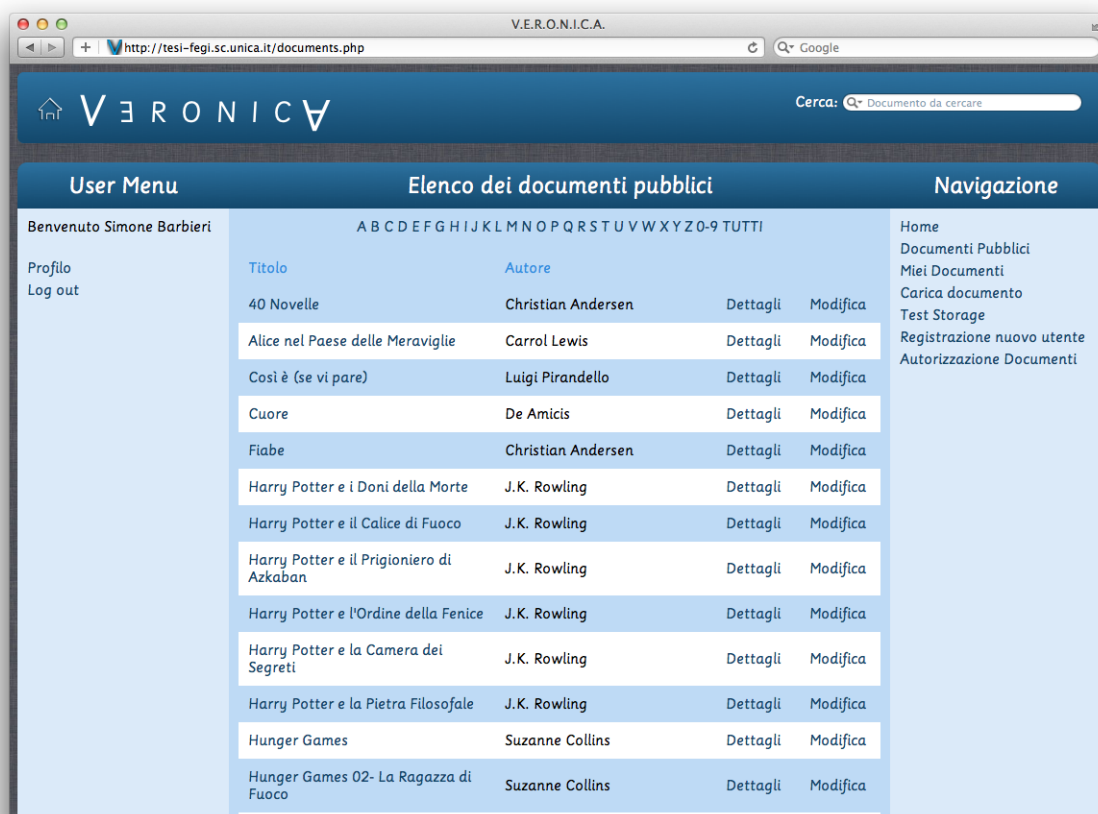 V.E.R.O.N.I.C.A.
http://tesi-fegi.sc.unica.it/documents.php
Google
VƎRONIC∀
Cerca: Documento da cercare
User Menu
Elenco dei documenti pubblici
Navigazione
Benvenuto Simone Barbieri
Profilo
Log out
A B C D E F G H I J K L M N O P Q R S T U V W X Y Z 0-9 TUTTI
Titolo Autore
40 Novelle Christian Andersen Dettagli Modifica
Alice nel Paese delle Meraviglie Carrol Lewis Dettagli Modifica
Così è (se vi pare) Luigi Pirandello Dettagli Modifica
Cuore De Amicis Dettagli Modifica
Fiabe Christian Andersen Dettagli Modifica
Harry Potter e i Doni della Morte J.K. Rowling Dettagli Modifica
Harry Potter e il Calice di Fuoco J.K. Rowling Dettagli Modifica
Harry Potter e il Prigioniero di
Azkaban J.K. Rowling Dettagli Modifica
Harry Potter e l'Ordine della Fenice J.K. Rowling Dettagli Modifica
Harry Potter e la Camera dei
Segreti J.K. Rowling Dettagli Modifica
Harry Potter e la Pietra Filosofale J.K. Rowling Dettagli Modifica
Hunger Games Suzanne Collins Dettagli Modifica
Hunger Games 02- La Ragazza di
Fuoco Suzanne Collins Dettagli Modifica
Home
Documenti Pubblici
Miei Documenti
Carica documento
Test Storage
Registrazione nuovo utente
Autorizzazione Documenti